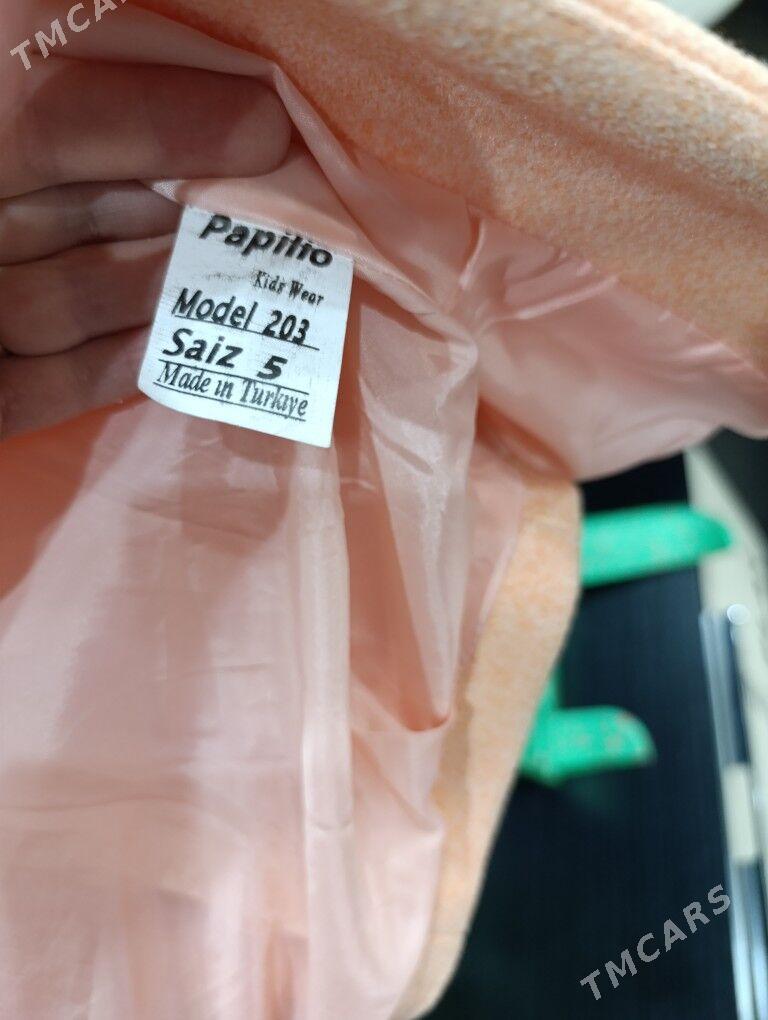 TMCARS
Papilio
Kids Wear
Model 203
Saiz 5
Made in Turkiye
TMCARS